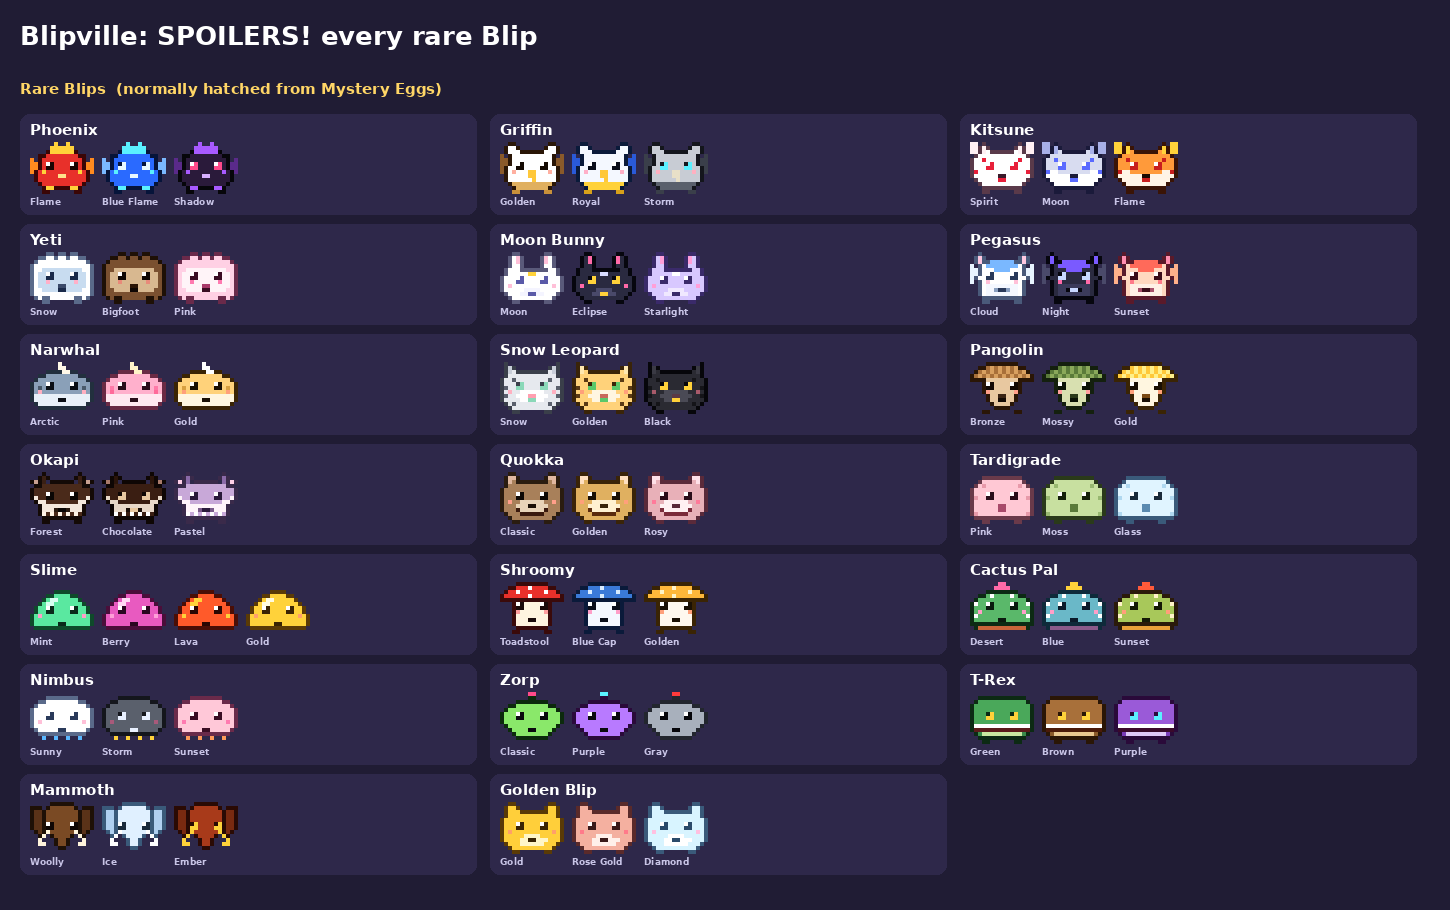 Blipville: SPOILERS! every rare Blip
Rare Blips (normally hatched from Mystery Eggs)
Phoenix
Flame Blue Flame Shadow
Griffin
Golden Royal Storm
Kitsune
Spirit Moon Flame
Yeti
Snow Bigfoot Pink
Moon Bunny
Moon Eclipse Starlight
Pegasus
Cloud Night Sunset
Narwhal
Arctic Pink Gold
Snow Leopard
Snow Golden Black
Pangolin
Bronze Mossy Gold
Okapi
Forest Chocolate Pastel
Quokka
Classic Golden Rosy
Tardigrade
Pink Moss Glass
Slime
Mint Berry Lava Gold
Shroomy
Toadstool Blue Cap Golden
Cactus Pal
Desert Blue Sunset
Nimbus
Sunny Storm Sunset
Zorp
Classic Purple Gray
T-Rex
Green Brown Purple
Mammoth
Woolly Ice Ember
Golden Blip
Gold Rose Gold Diamond